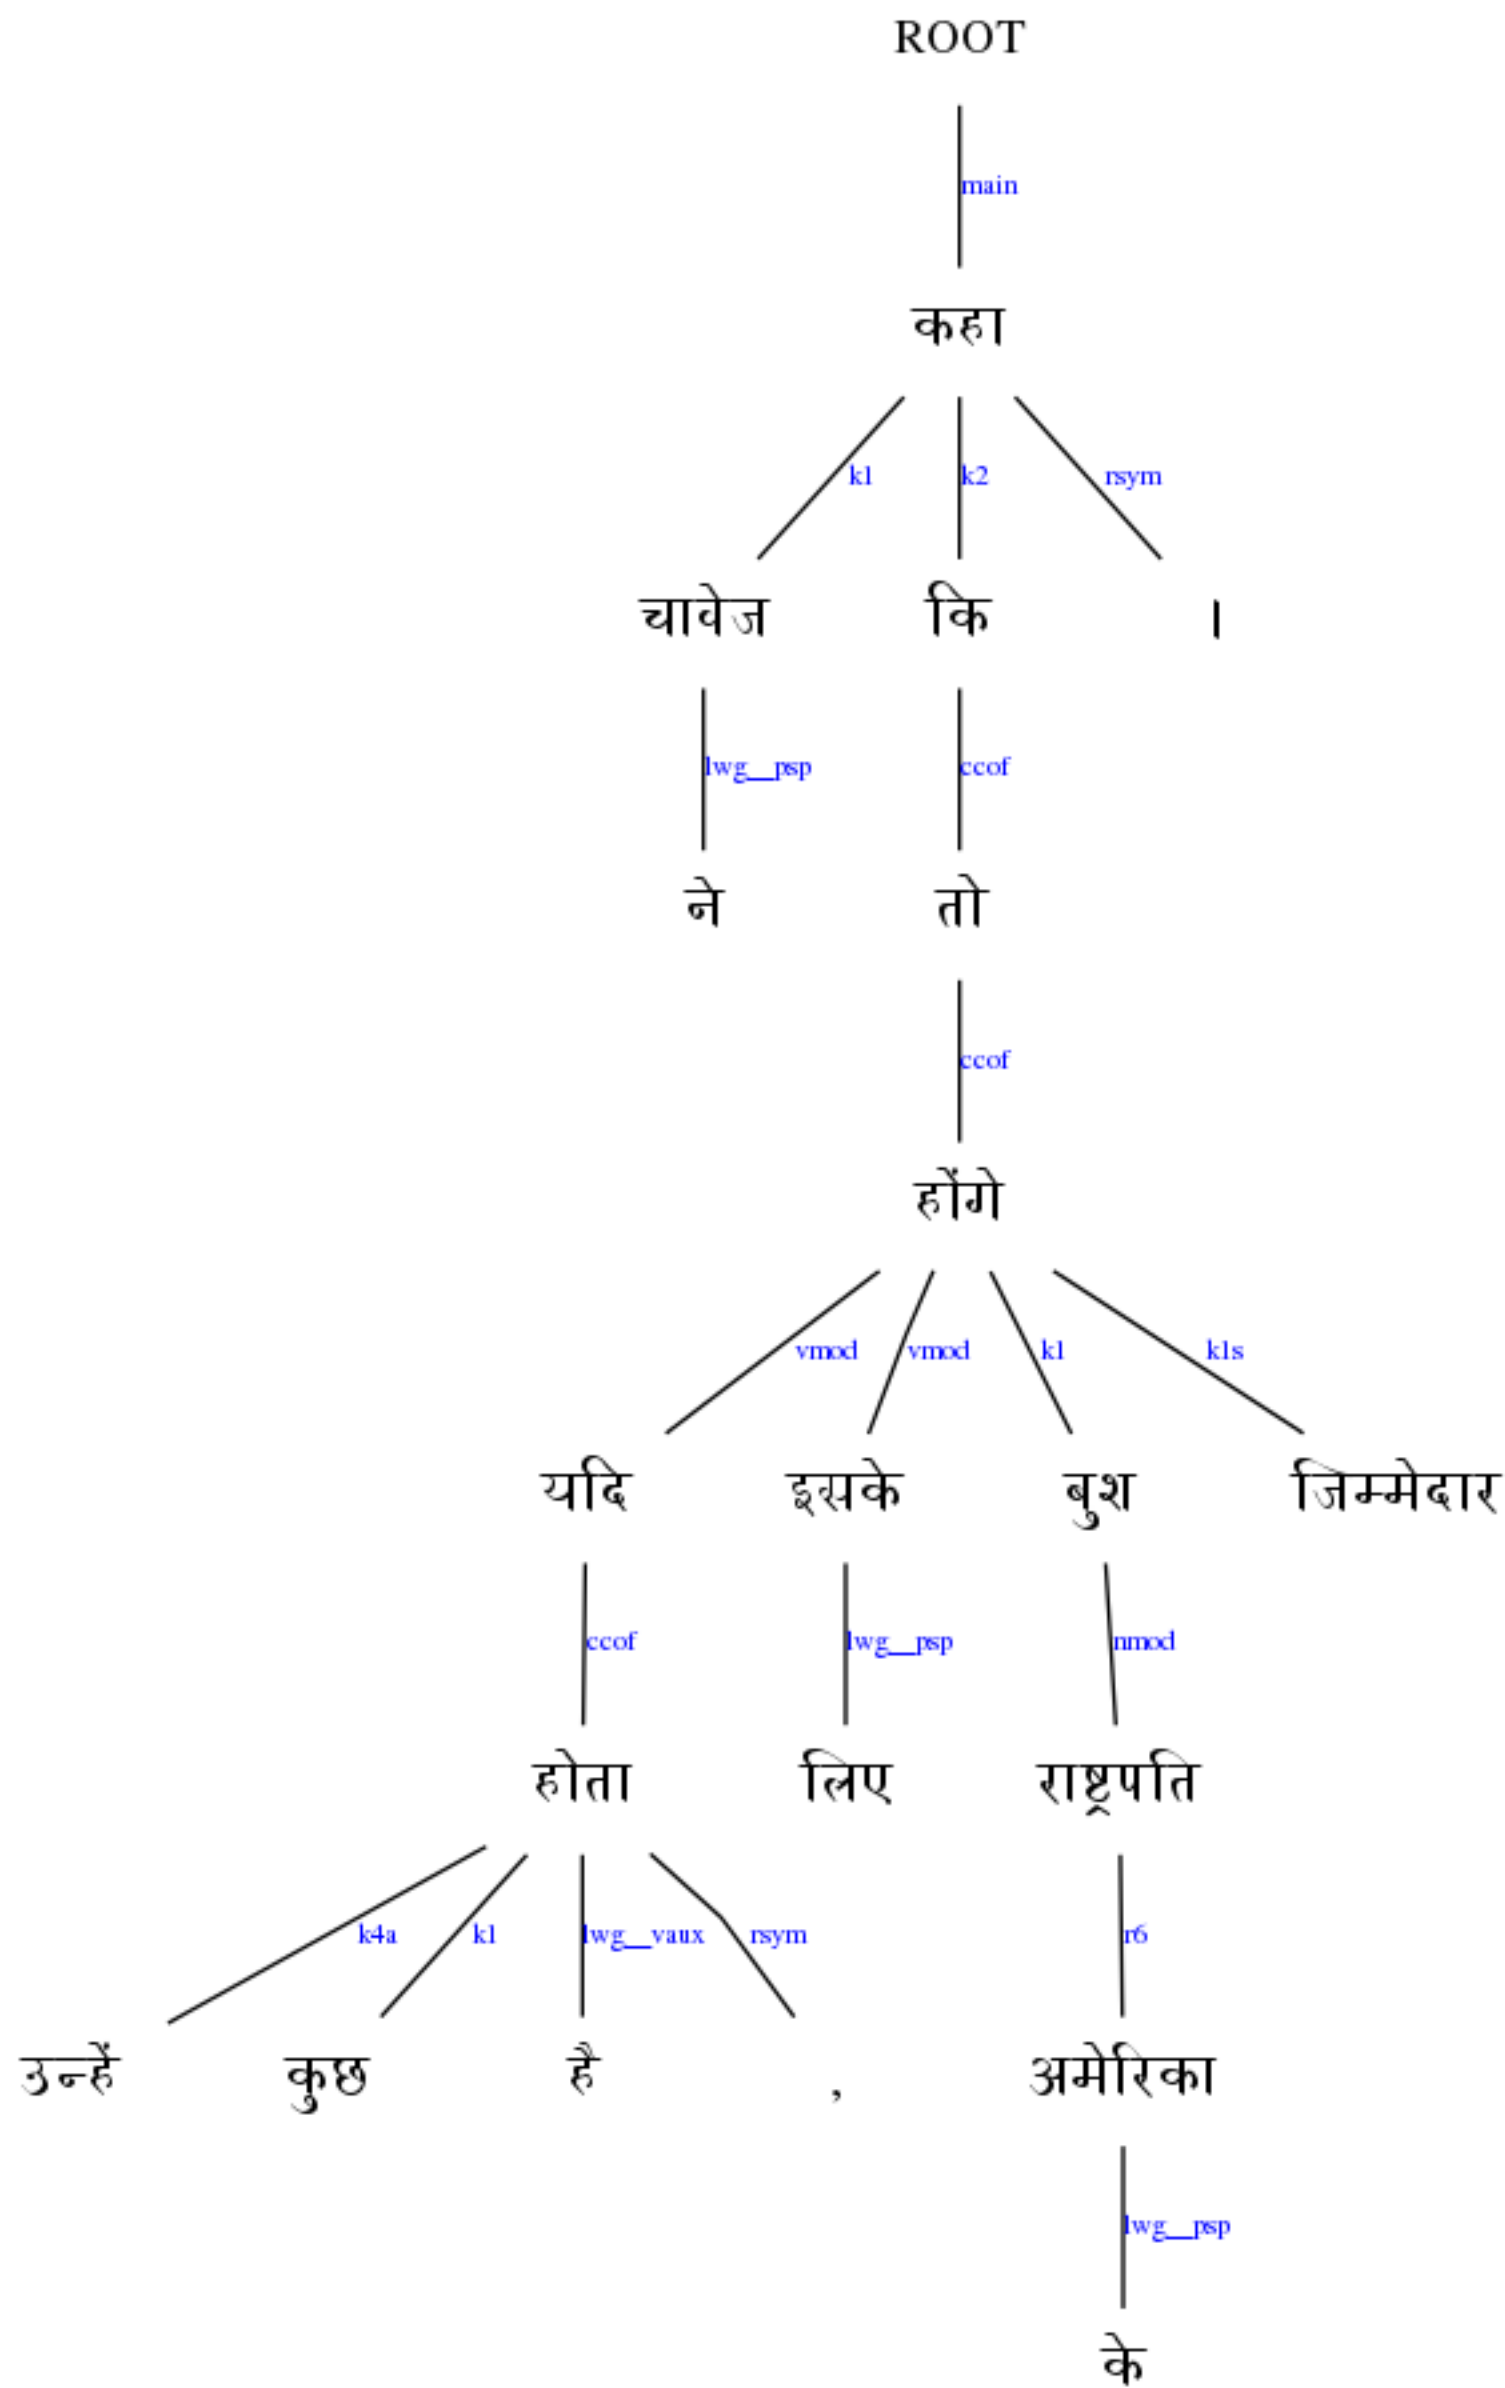 ROOT
main
कहा
k1 k2 rsym
चावेज कि ।
lwg__psp ccof
ने तो
ccof
होंगे
vmod vmod k1 k1s
यदि इसके बुश जिम्मेदार
ccof lwg__psp nmod
होता लिए राष्ट्रपति
k4a k1 lwg__vaux rsym r6
उन्हें कुछ है , अमेरिका
lwg__psp
के